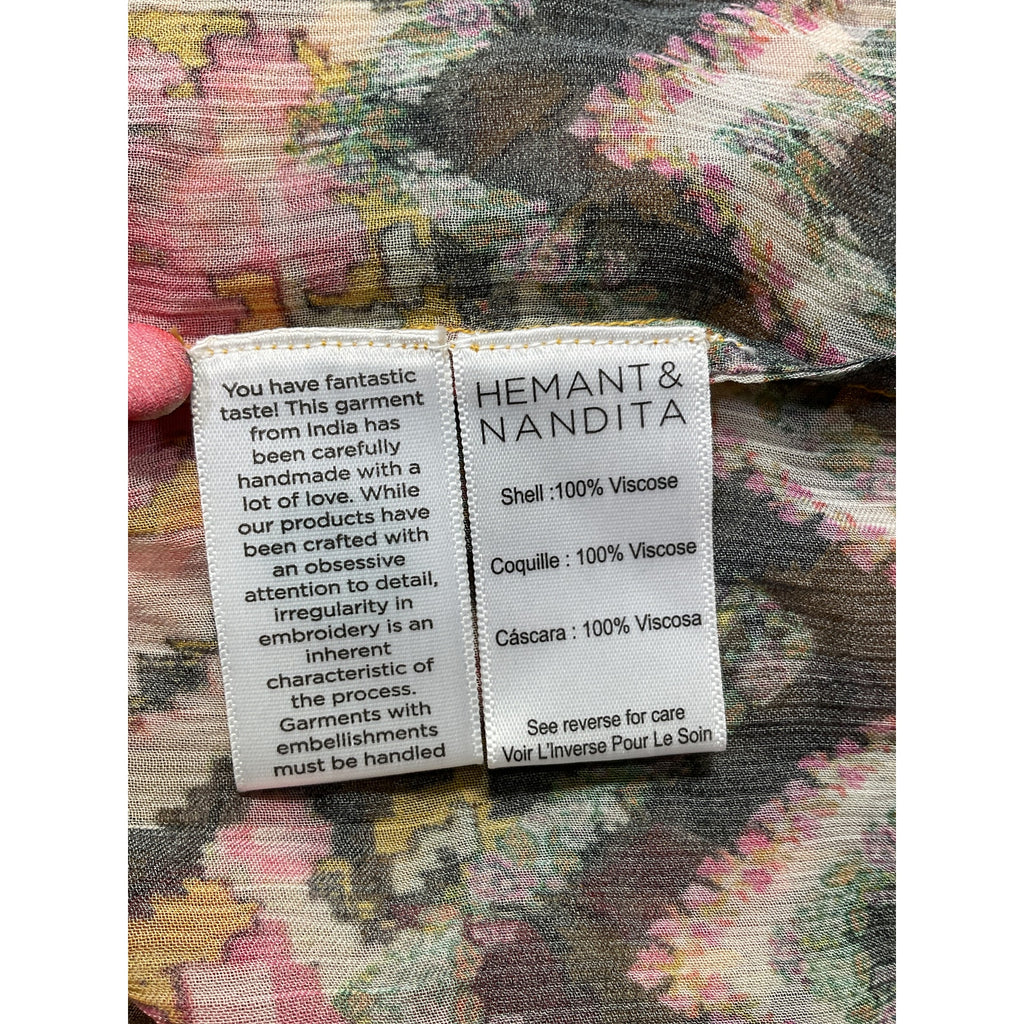 You have fantastic
taste! This garment
from India has
been carefully
handmade with a
lot of love. While
our products have
been crafted with
an obsessive
attention to detail,
irregularity in
embroidery is an
inherent
characteristic of
the process.
Garments with
embellishments
must be handled
HEMANT&
NANDITA
Shell :100% Viscose
Coquille : 100% Viscose
Cáscara : 100% Viscosa
See reverse for care
Voir L'Inverse Pour Le Soin